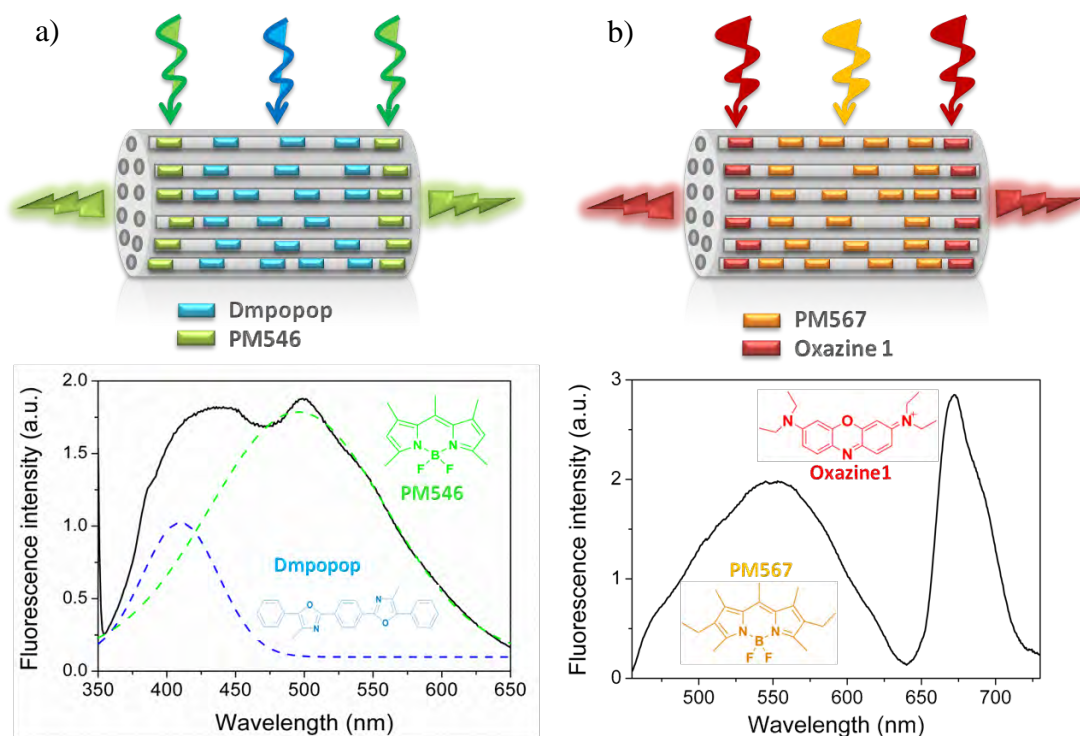 a)
Dmpopop
PM546
Fluorescence intensity (a.u.)
2.0
1.5
1.0
0.5
0.0
N
N
B
F
F
PM546
Dmpopop
O
N
N
O
350 400 450 500 550 600 650
Wavelength (nm)
b)
PM567
Oxazine 1
Fluorescence intensity (a.u.)
3
2
1
0
N
O
N+
N
Oxazine1
PM567
N
N
B
F
F
500 550 600 650 700
Wavelength (nm)